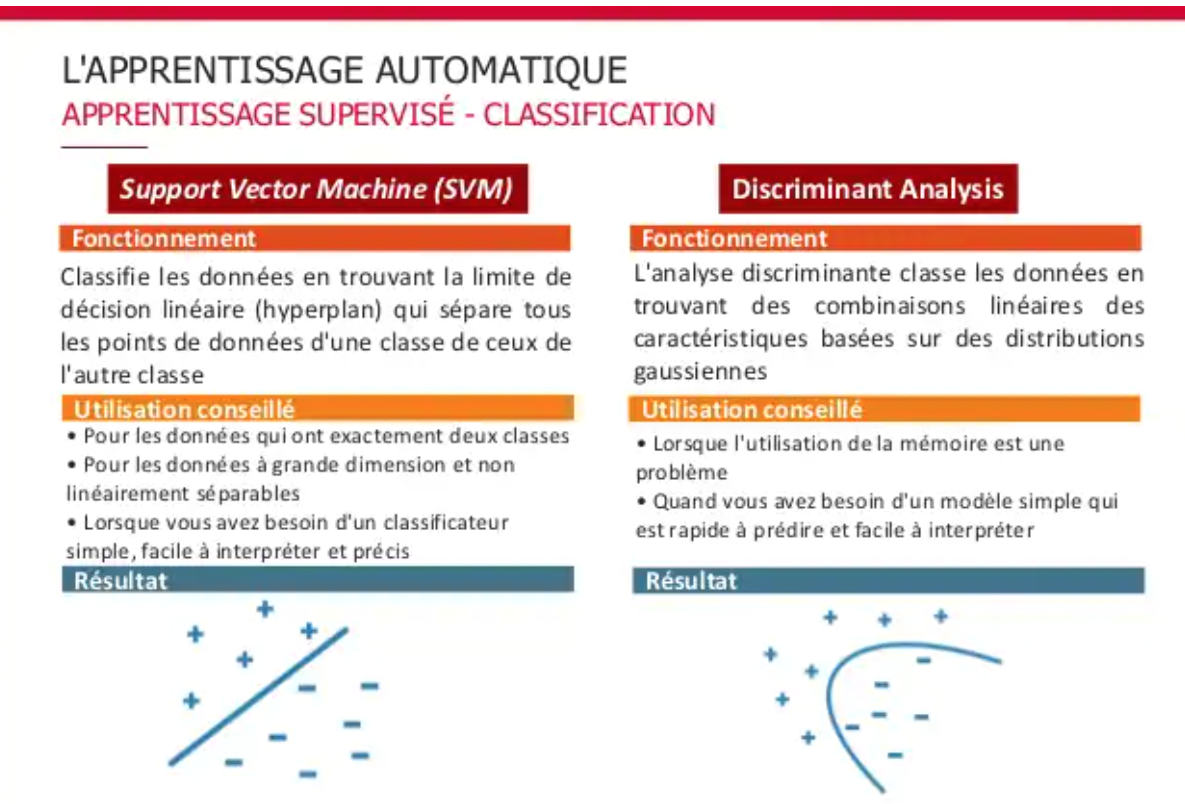 L'APPRENTISSAGE AUTOMATIQUE
APPRENTISSAGE SUPERVISÉ - CLASSIFICATION
Support Vector Machine (SVM)
Fonctionnement
Classifie les données en trouvant la limite de
décision linéaire (hyperplan) qui sépare tous
les points de données d'une classe de ceux de
l'autre classe
Utilisation conseillé
• Pour les données qui ont exactement deux classes
• Pour les données à grande dimension et non
linéairement séparables
• Lorsque vous avez besoin d'un classificateur
simple, facile à interpréter et précis
Résultat
Discriminant Analysis
Fonctionnement
L'analyse discriminante classe les données en
trouvant des combinaisons linéaires des
caractéristiques basées sur des distributions
gaussiennes
Utilisation conseillé
• Lorsque l'utilisation de la mémoire est une
problème
• Quand vous avez besoin d'un modèle simple qui
est rapide à prédire et facile à interpréter
Résultat